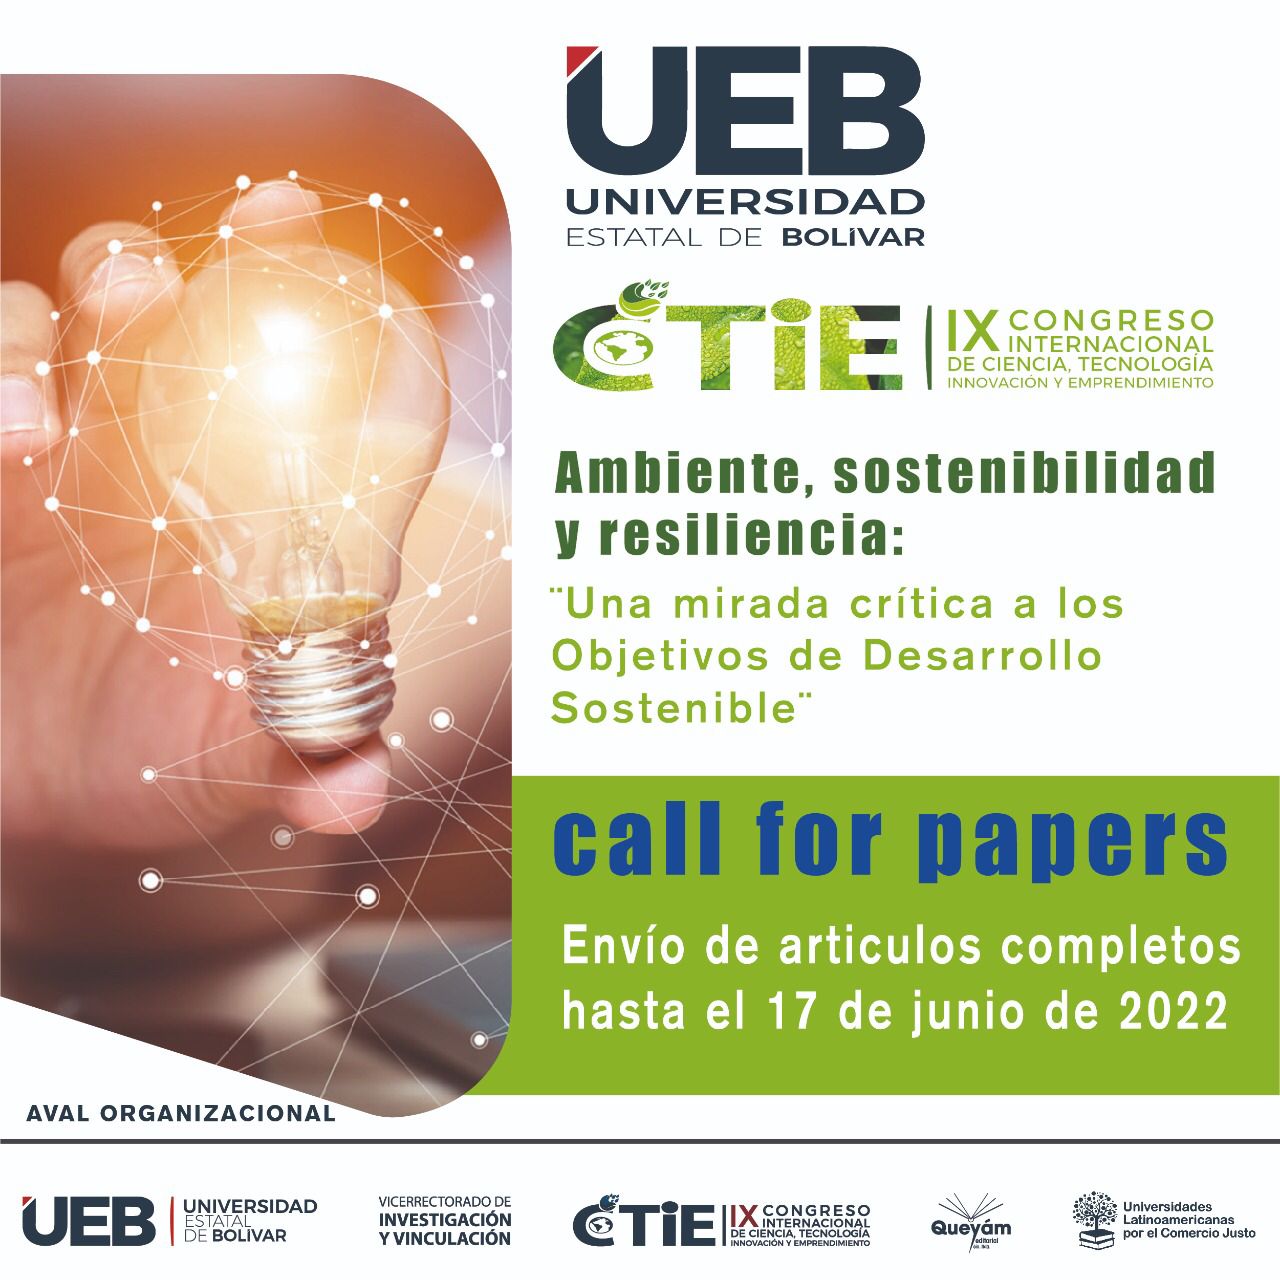 UEB
UNIVERSIDAD
ESTATAL DE BOLÍVAR
CTiE
IX CONGRESO
INTERNACIONAL
DE CIENCIA, TECNOLOGÍA
INNOVACIÓN Y EMPRENDIMIENTO
Ambiente, sostenibilidad
y resiliencia:
¨Una mirada crítica a los
Objetivos de Desarrollo
Sostenible¨
call for papers
Envío de articulos completos
hasta el 17 de junio de 2022
AVAL ORGANIZACIONAL
UEB
UNIVERSIDAD
ESTATAL
DE BOLÍVAR
VICERRECTORADO DE
INVESTIGACIÓN
Y VINCULACIÓN
CTiE
IX CONGRESO
INTERNACIONAL
DE CIENCIA, TECNOLOGÍA
INNOVACIÓN Y EMPRENDIMIENTO
Queyám
editorial
Universidades
Latinoamericanas
por el Comercio Justo